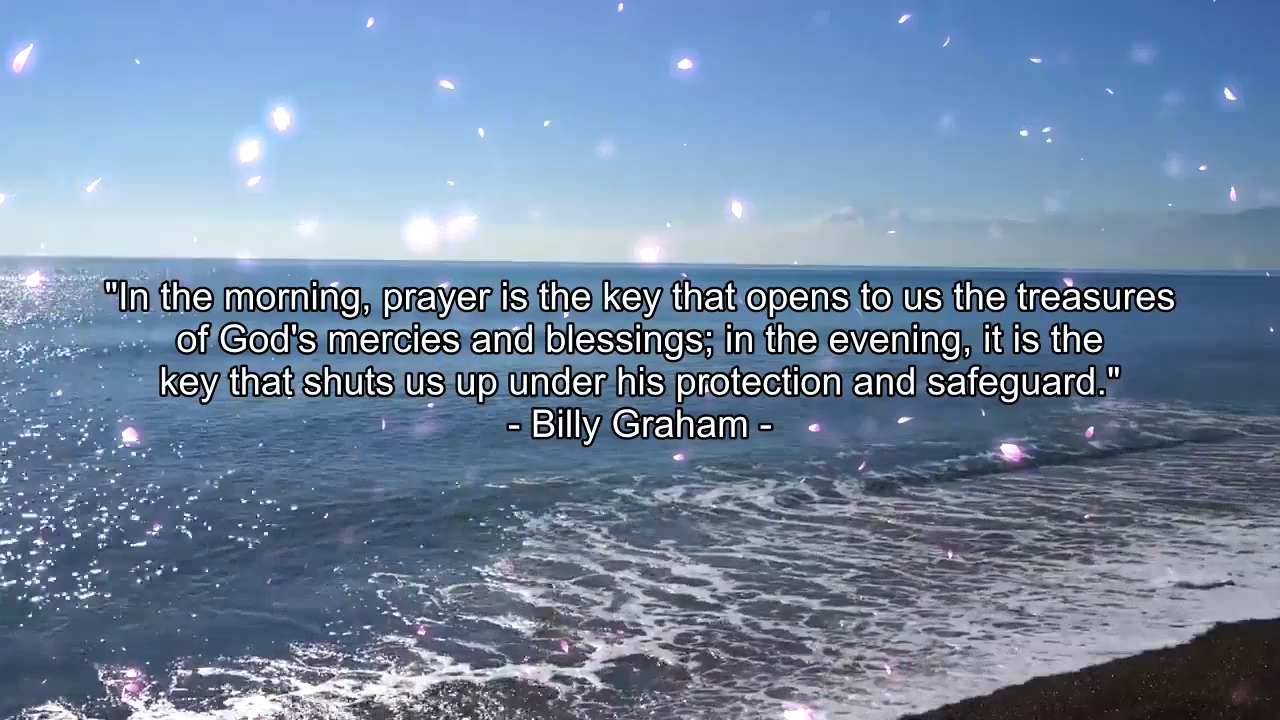 "In the morning, prayer is the key that opens to us the treasures
of God's mercies and blessings; in the evening, it is the
key that shuts us up under his protection and safeguard."
- Billy Graham -